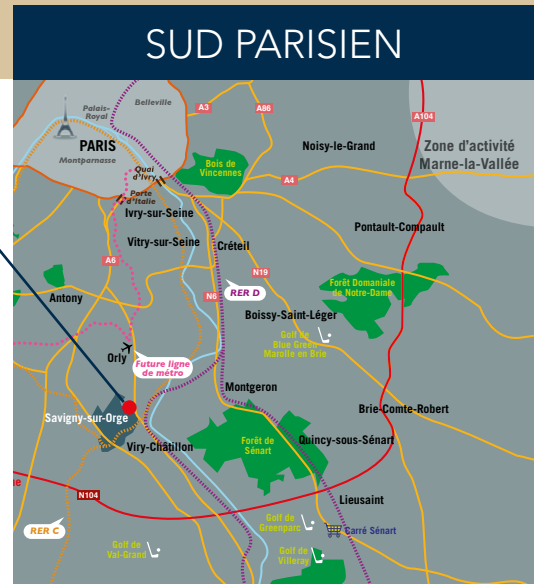 SUD PARISIEN
Palais-
Royal
Belleville
A3
A86
A104
PARIS
Montparnasse
Noisy-le-Grand
Zone d'activité
Marne-la-Vallée
Quai
d'Ivry
Bois de
Vincennes
A4
Porte
d'Italie
Ivry-sur-Seine
Pontault-Compault
Vitry-sur-Seine
Créteil
A6
N19
RER D
N6
Forêt Domaniale
de Notre-Dame
Antony
Boissy-Saint-Léger
Golf de
Blue Green
Marolle en Brie
Orly
Future ligne
de métro
Montgeron
Brie-Comte-Robert
Savigny-sur-Orge
Viry-Châtillon
Forêt de
Sénart
Quincy-sous-Sénart
ue
N104
Lieusaint
RER C
Golf de
Greenparc
Carré Sénart
Golf de
Val-Grand
Golf de
Villeray